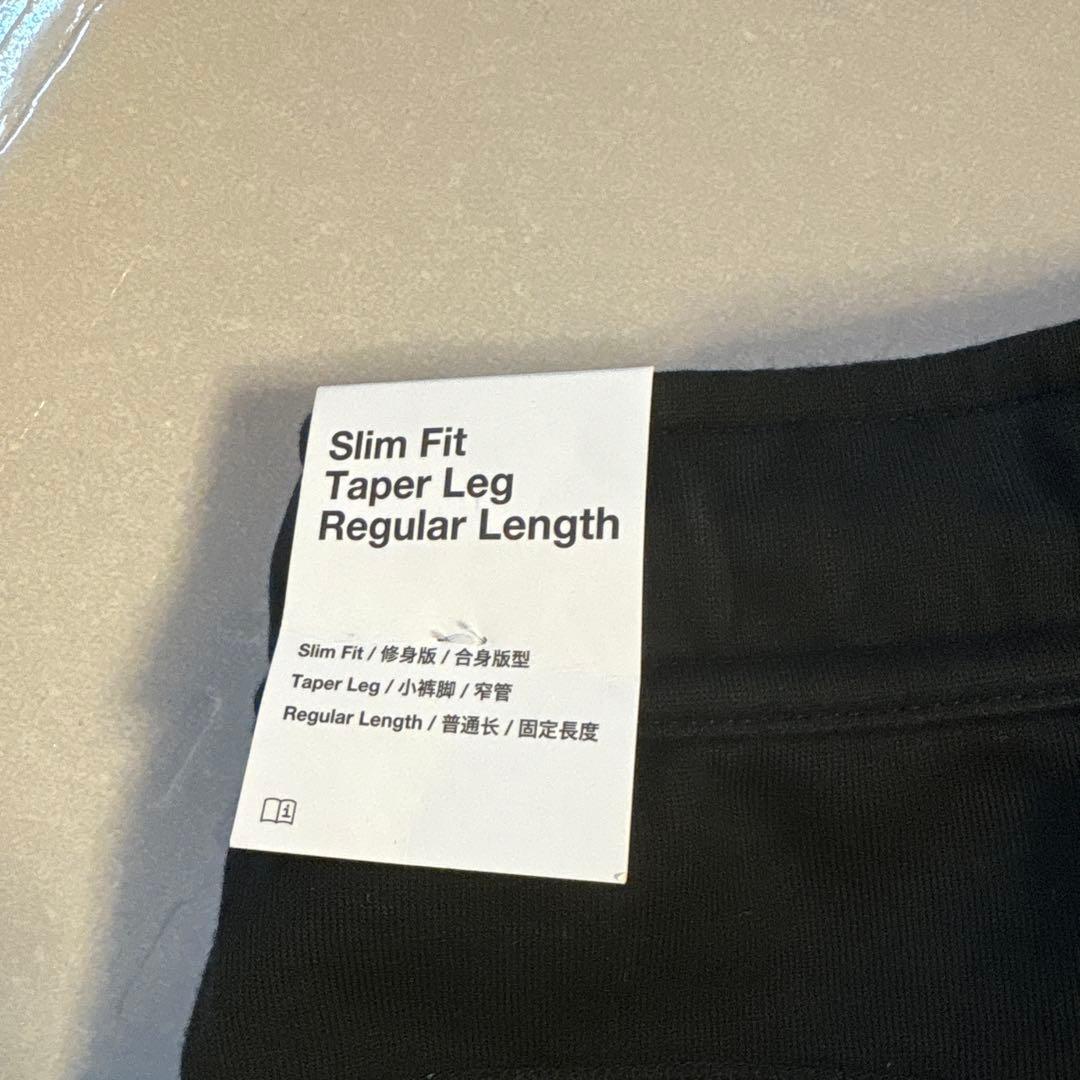 Slim Fit
Taper Leg
Regular Length
Slim Fit / 修身版 / 合身版型
Taper Leg / 小裤脚 / 窄管
Regular Length / 普通长 / 固定長度
i